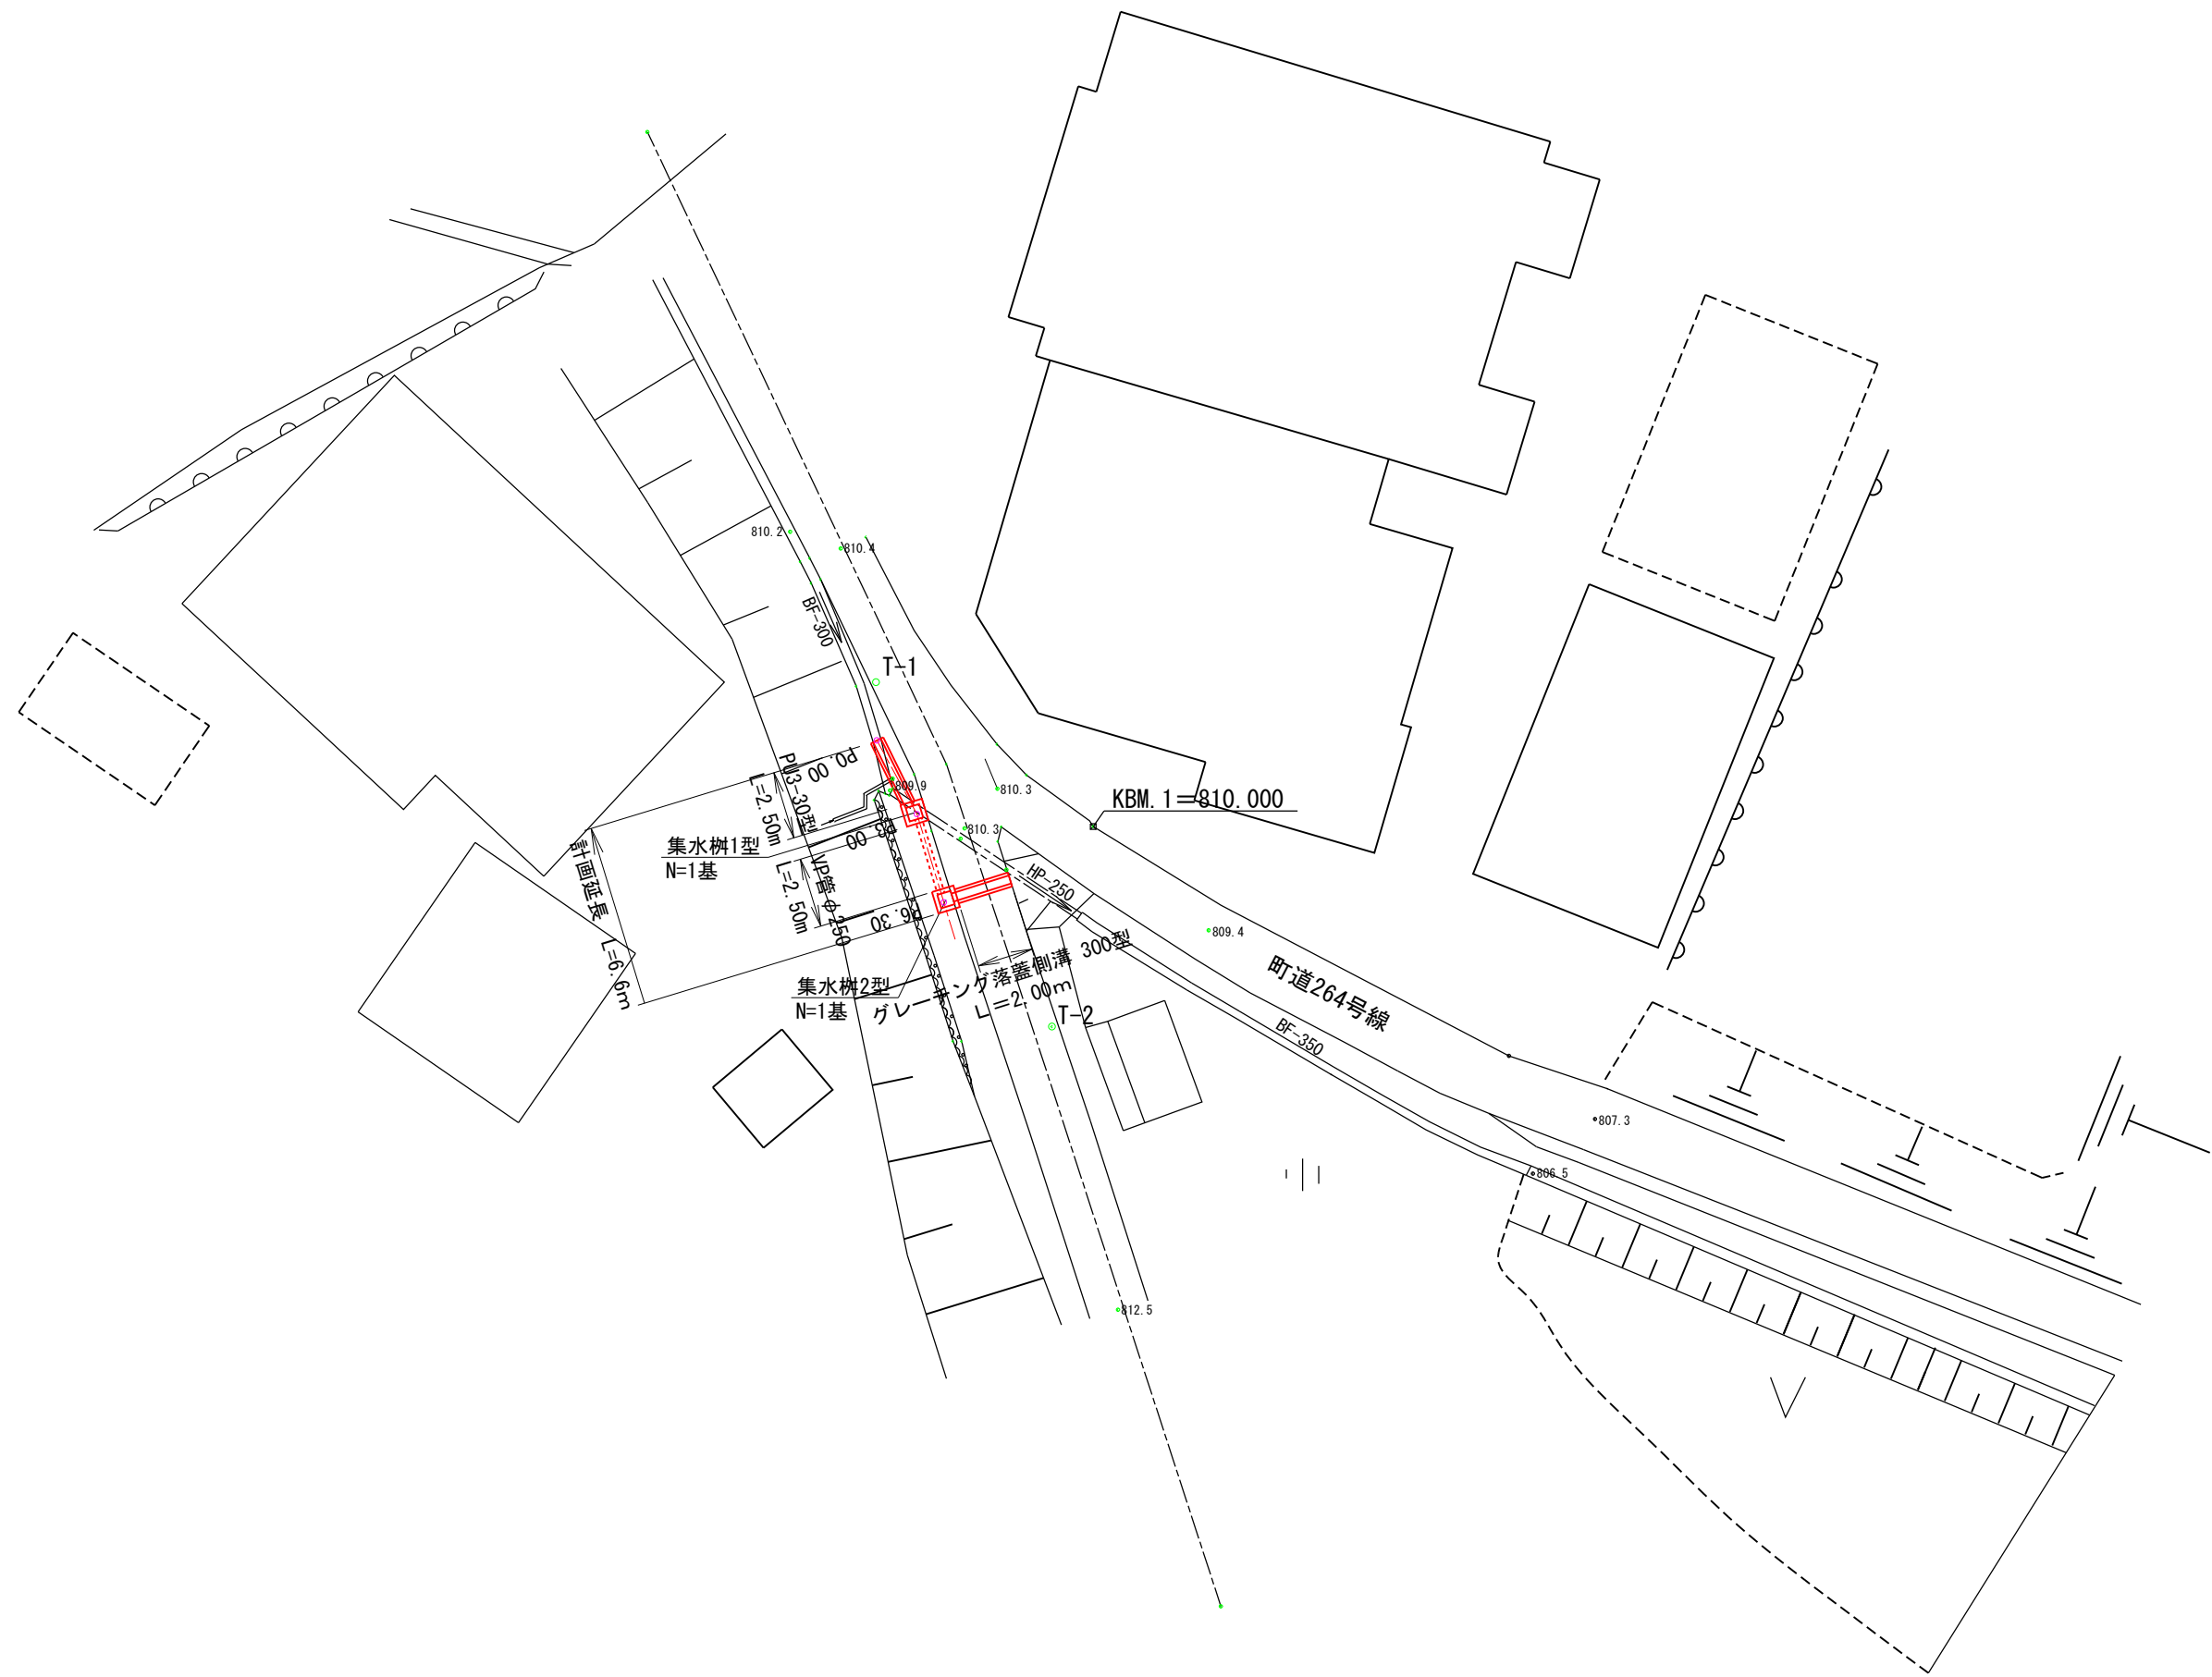 810.2
810.4
BF-300
T-1
P0.00
PU3-30型
L=2.50m
809.9
810.3
KBM.1=810.000
810.3
P3.00
集水桝1型
N=1基
計画延長 L=6.6m
VP管φ250
L=2.50m
HP-250
P6.30
809.4
町道264号線
集水桝2型
N=1基
グレーチング落蓋側溝 300型
L=2.00m
T-2
BF-350
807.3
806.5
812.5